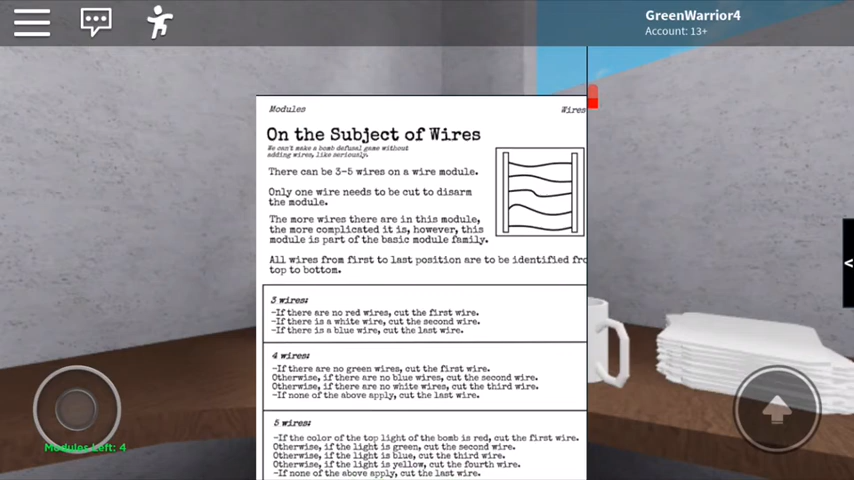 GreenWarrior4
Account: 13+
Modules
Wires
On the Subject of Wires
We can't make a bomb defusal game without
adding wires, like seriously.
There can be 3-5 wires on a wire module.
Only one wire needs to be cut to disarm
the module.
The more wires there are in this module,
the more complicated it is, however, this
module is part of the basic module family.
All wires from first to last position are to be identified fro
top to bottom.
3 wires:
-If there are no red wires, cut the first wire.
-If there is a white wire, cut the second wire.
-If there is a blue wire, cut the last wire.
4 wires:
-If there are no green wires, cut the first wire.
Otherwise, if there are no blue wires, cut the second wire.
Otherwise, if there are no white wires, cut the third wire.
-If none of the above apply, cut the last wire.
5 wires:
-If the color of the top light of the bomb is red, cut the first wire.
Otherwise, if the light is green, cut the second wire.
Otherwise, if the light is blue, cut the third wire.
Otherwise, if the light is yellow, cut the fourth wire.
-If none of the above apply, cut the last wire.
Modules Left: 4